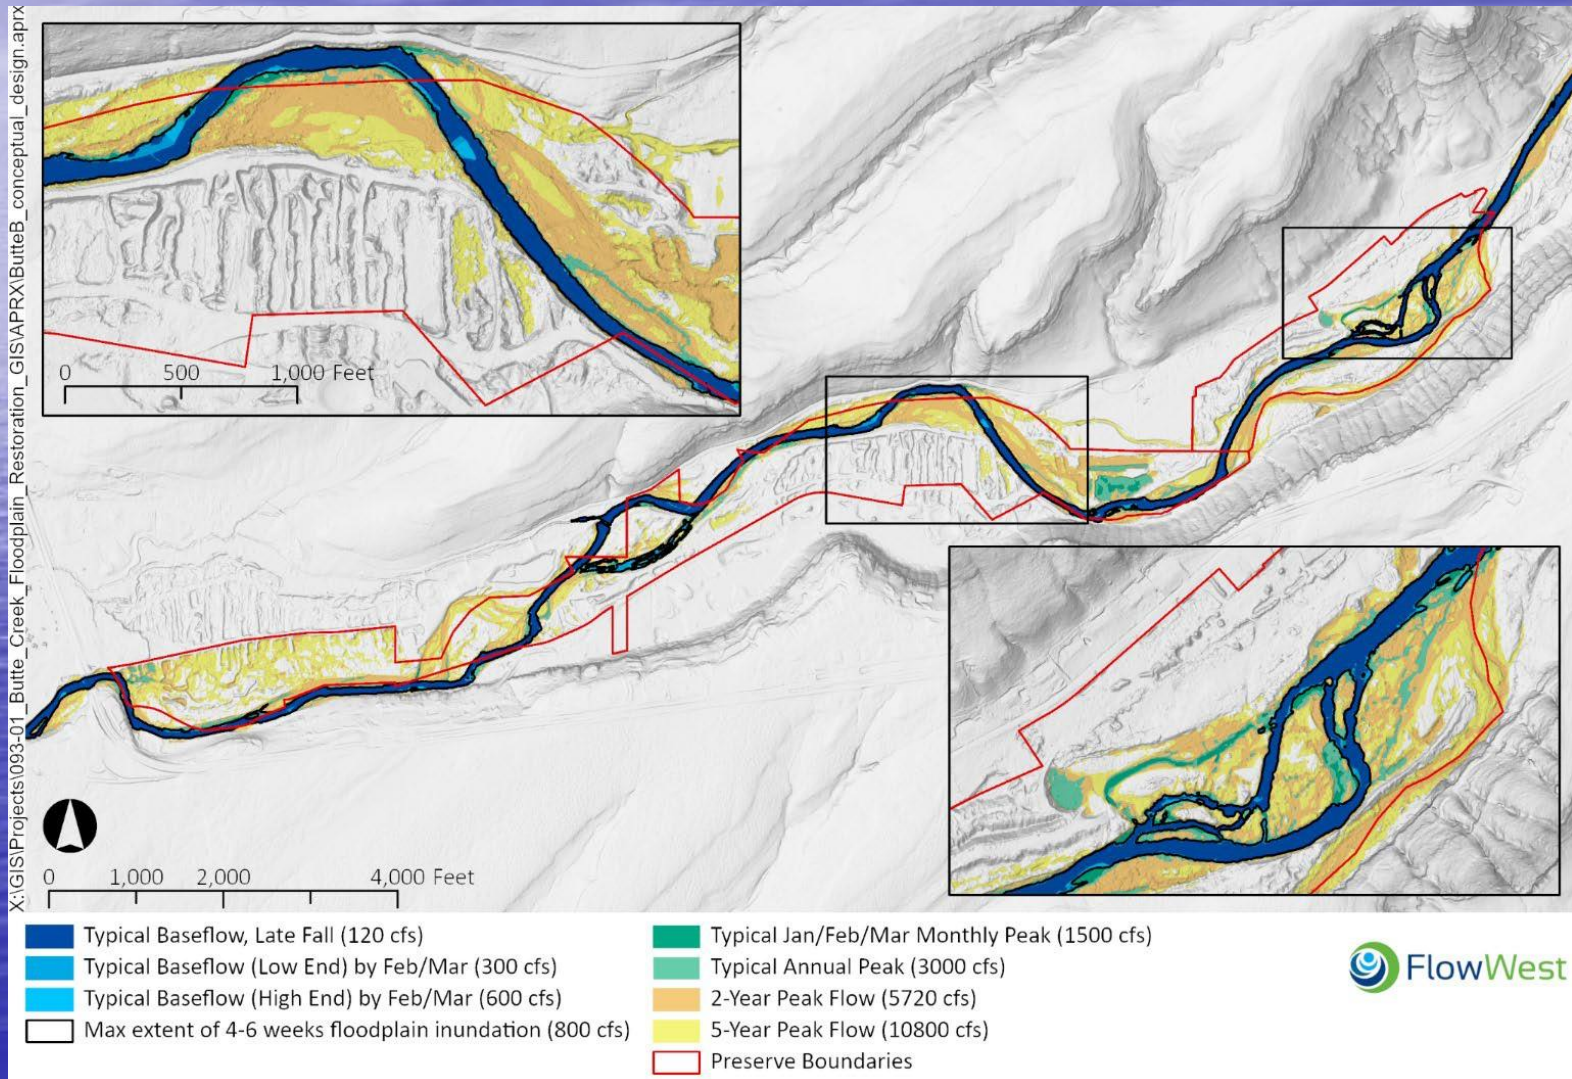 X:\GIS\Projects\093-01_Butte_Creek_Floodplain_Restoration_GIS\APRX\ButteB_conceptual_design.aprx
0 500 1,000 Feet
0 1,000 2,000 4,000 Feet
Typical Baseflow, Late Fall (120 cfs)
Typical Baseflow (Low End) by Feb/Mar (300 cfs)
Typical Baseflow (High End) by Feb/Mar (600 cfs)
Max extent of 4-6 weeks floodplain inundation (800 cfs)
Typical Jan/Feb/Mar Monthly Peak (1500 cfs)
Typical Annual Peak (3000 cfs)
2-Year Peak Flow (5720 cfs)
5-Year Peak Flow (10800 cfs)
Preserve Boundaries
FlowWest